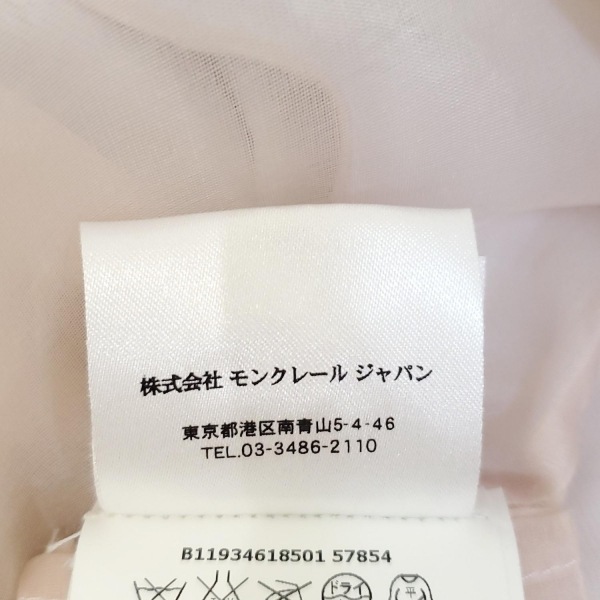 株式会社 モンクレール ジャパン
東京都港区南青山5-4-46
TEL.03-3486-2110
B11934618501 57854
ドライ
平